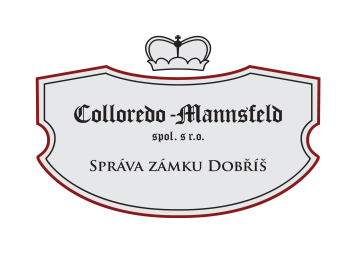 Colloredo-Mannsfeld
spol. s r.o.
SPRÁVA ZÁMKU DOBŘÍŠ